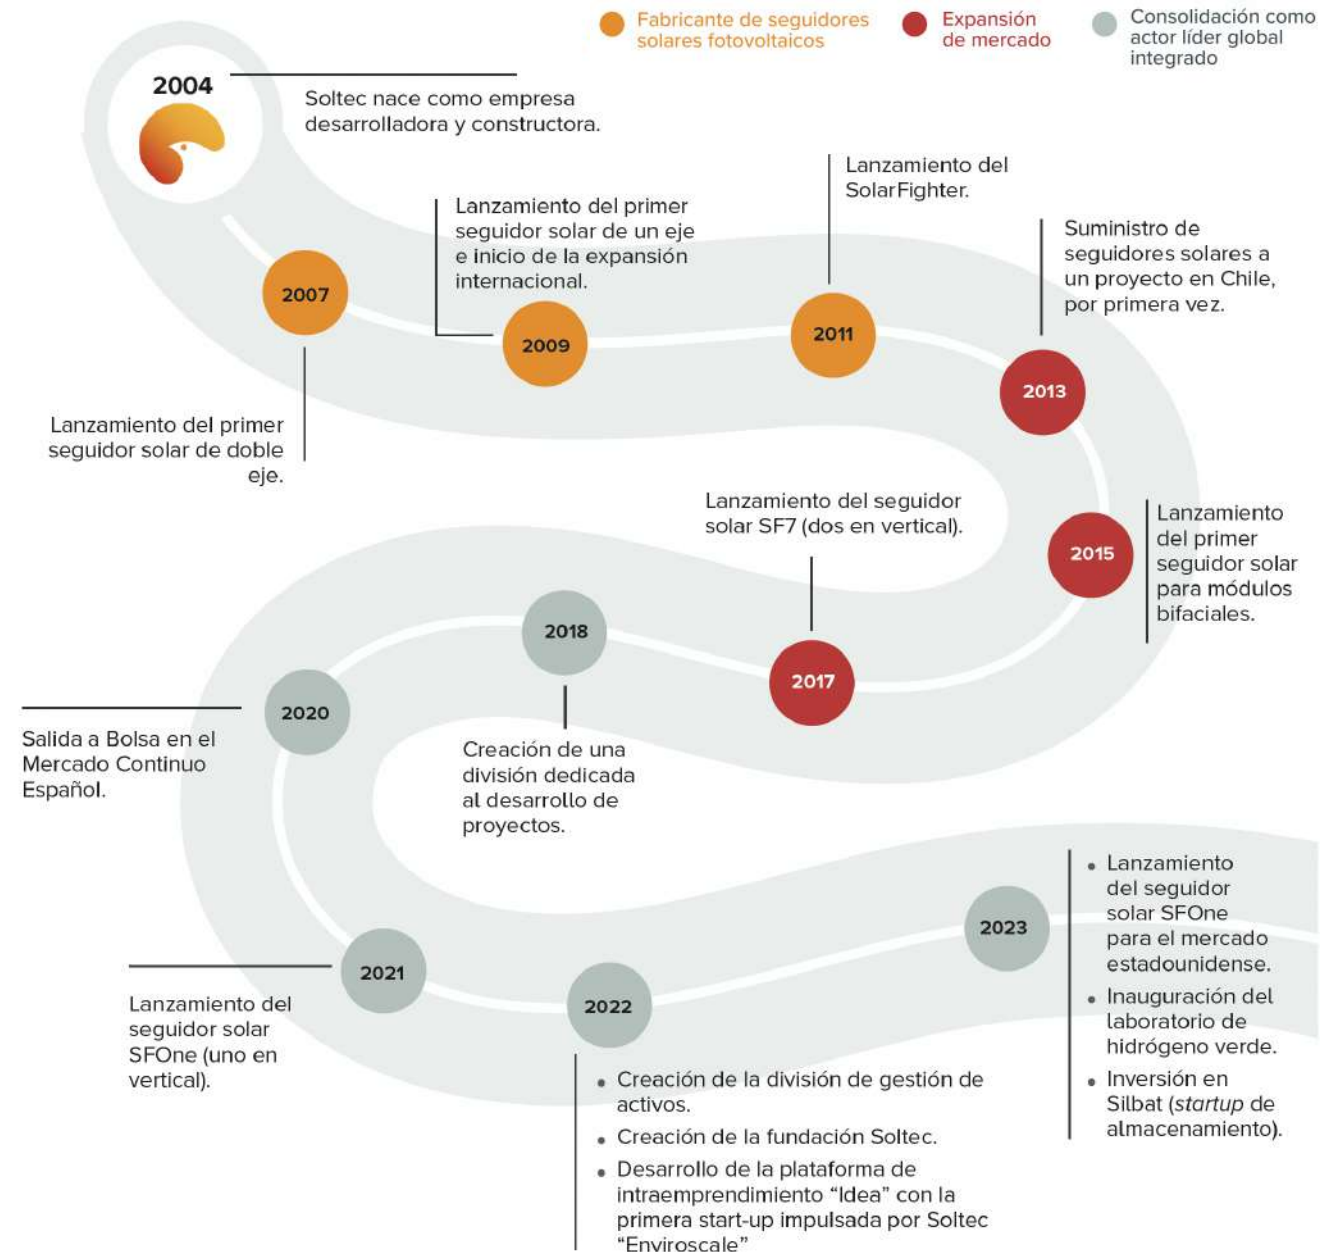 Fabricante de seguidores
solares fotovoltaicos
Expansión
de mercado
Consolidación como
actor líder global
integrado
2004
Soltec nace como empresa
desarrolladora y constructora.
2007
Lanzamiento del primer
seguidor solar de doble
eje.
Lanzamiento del primer
seguidor solar de un eje
e inicio de la expansión
internacional.
2009
Lanzamiento del
SolarFighter.
2011
Suministro de
seguidores solares a
un proyecto en Chile,
por primera vez.
2013
2015
Lanzamiento
del primer
seguidor solar
para módulos
bifaciales.
Lanzamiento del seguidor
solar SF7 (dos en vertical).
2017
2018
Creación de una
división dedicada
al desarrollo de
proyectos.
2020
Salida a Bolsa en el
Mercado Continuo
Español.
2021
Lanzamiento del
seguidor solar
SFOne (uno en
vertical).
2022
• Creación de la división de gestión de
activos.
• Creación de la fundación Soltec.
• Desarrollo de la plataforma de
intraemprendimiento “Idea” con la
primera start-up impulsada por Soltec
“Enviroscale”
2023
• Lanzamiento
del seguidor
solar SFOne
para el mercado
estadounidense.
• Inauguración del
laboratorio de
hidrógeno verde.
• Inversión en
Silbat (startup de
almacenamiento).